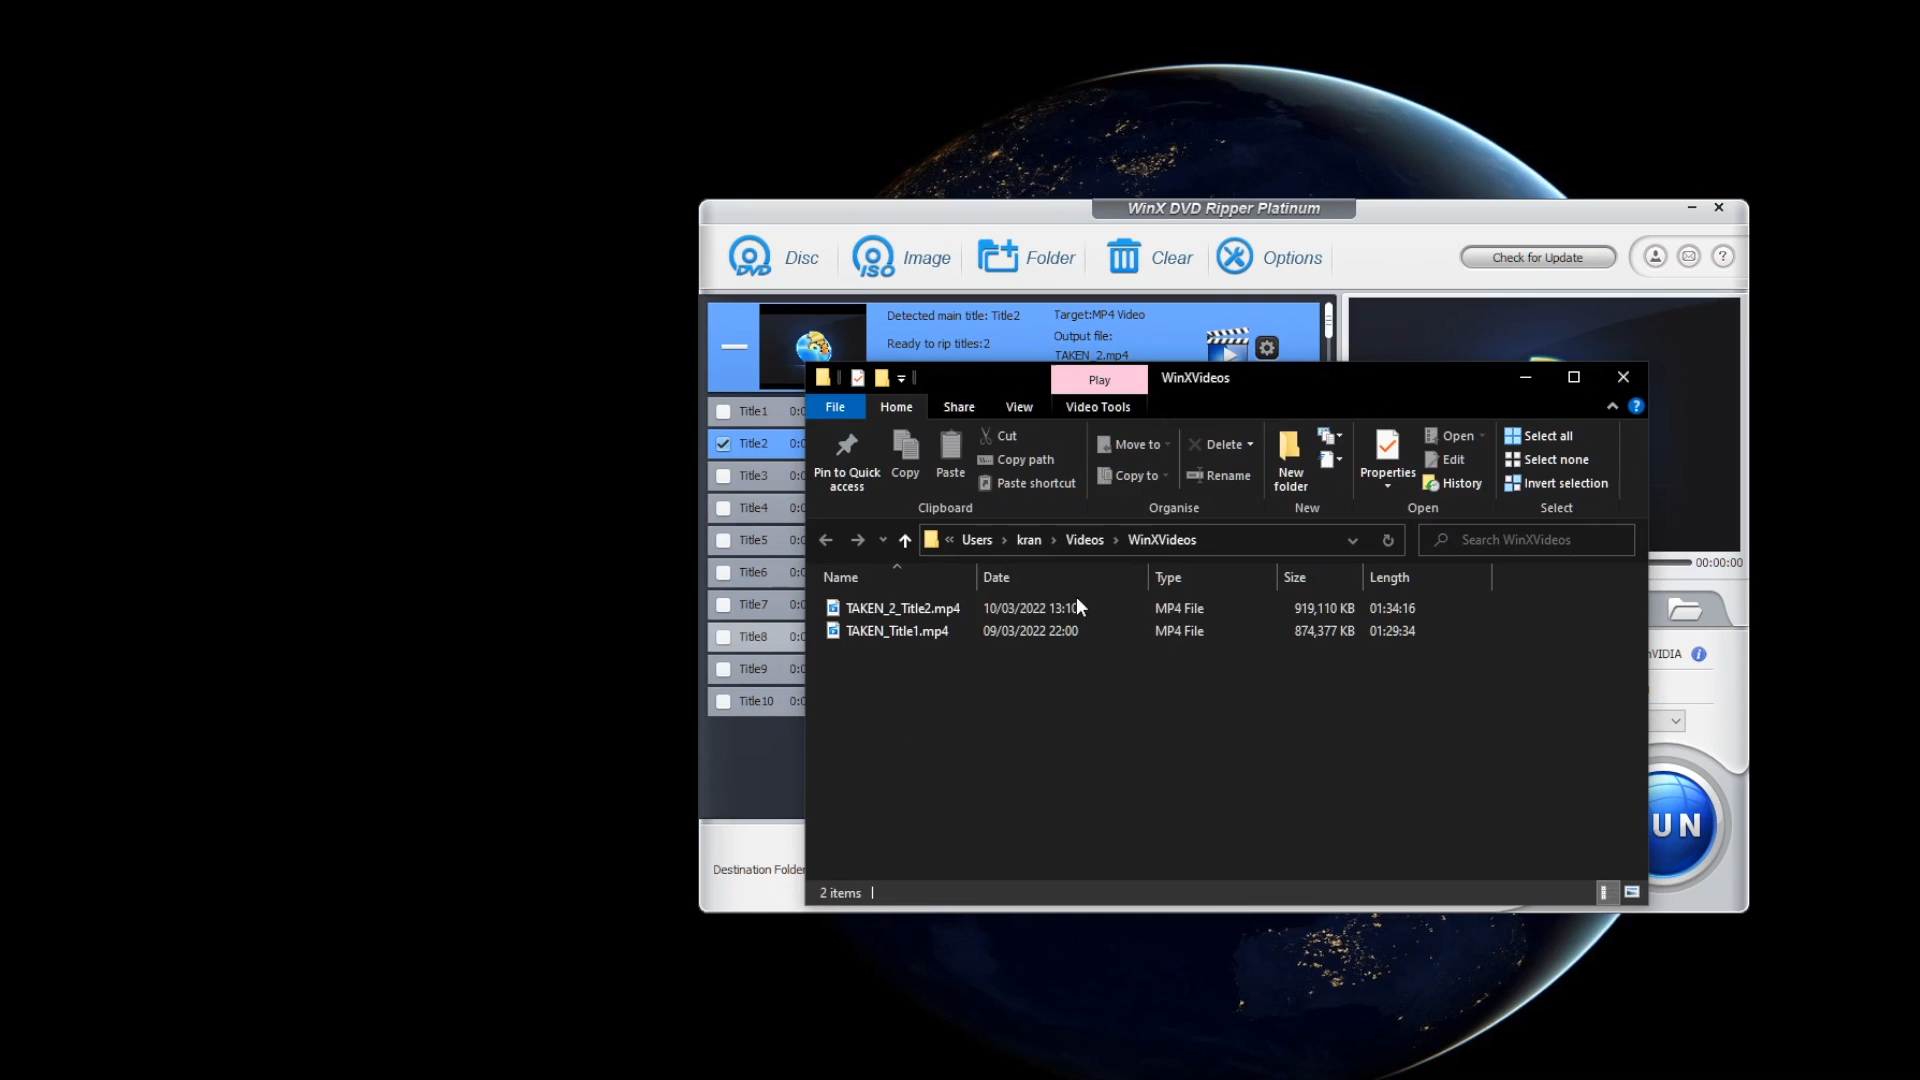 WinX DVD Ripper Platinum
DVD Disc
ISO Image
Folder
Clear
Options
Check for Update
?
Detected main title: Title2
Target:MP4 Video
Output file:
Ready to rip titles:2
TAKEN_2.mp4
Play
WinXVideos
File
Home
Share
View
Video Tools
?
Pin to Quick
access
Copy
Paste
Cut
Copy path
Paste shortcut
Move to
Copy to
Delete
Rename
New
folder
Properties
Open
Edit
History
Select all
Select none
Invert selection
Clipboard
Organise
New
Open
Select
« Users > kran > Videos > WinXVideos
Search WinXVideos
Name
Date
Type
Size
Length
TAKEN_2_Title2.mp4 10/03/2022 13:10 MP4 File 919,110 KB 01:34:16
TAKEN_Title1.mp4 09/03/2022 22:00 MP4 File 874,377 KB 01:29:34
2 items
Title1
Title2
Title3
Title4
Title5
Title6
Title7
Title8
Title9
Title10
00:00:00
Destination Folder
UN